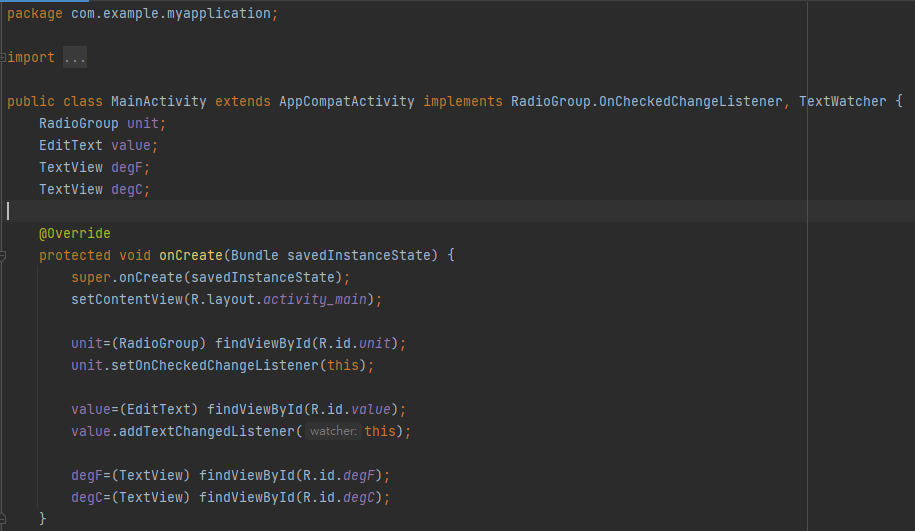 package com.example.myapplication;
import ...
public class MainActivity extends AppCompatActivity implements RadioGroup.OnCheckedChangeListener, TextWatcher {
RadioGroup unit;
EditText value;
TextView degF;
TextView degC;
@Override
protected void onCreate(Bundle savedInstanceState) {
super.onCreate(savedInstanceState);
setContentView(R.layout.activity_main);
unit=(RadioGroup) findViewById(R.id.unit);
unit.setOnCheckedChangeListener(this);
value=(EditText) findViewById(R.id.value);
value.addTextChangedListener( watcher: this);
degF=(TextView) findViewById(R.id.degF);
degC=(TextView) findViewById(R.id.degC);
}